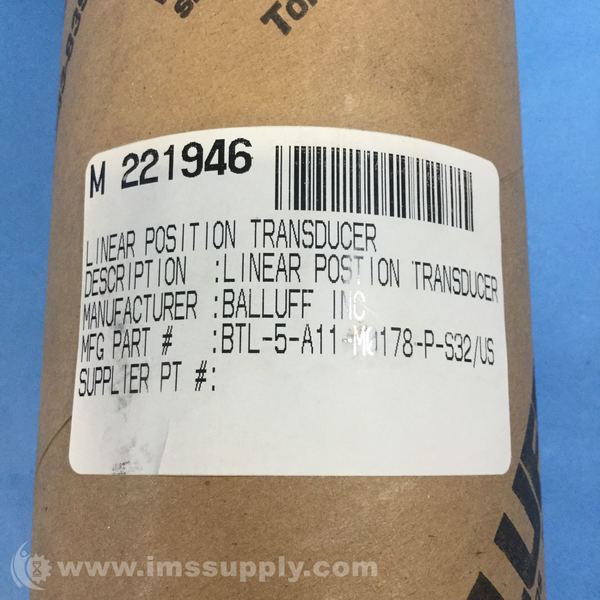 M 221946
LINEAR POSITION TRANSDUCER
DESCRIPTION :LINEAR POSTION TRANSDUCER
MANUFACTURER :BALLUFF INC
MFG PART # :BTL-5-A11-M0178-P-S32/US
SUPPLIER PT #:
www.imssupply.com